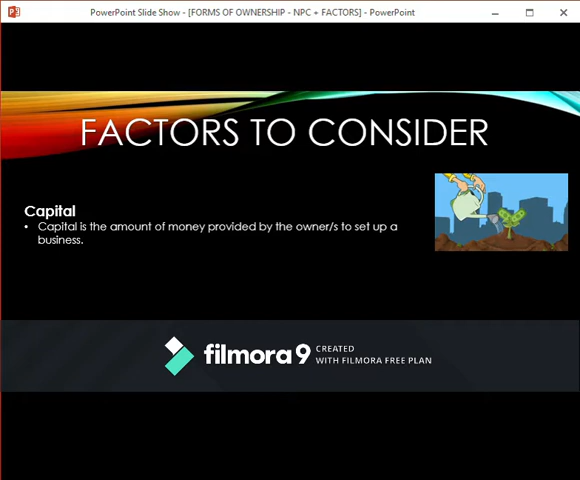 PowerPoint Slide Show - [FORMS OF OWNERSHIP - NPC + FACTORS] - PowerPoint
FACTORS TO CONSIDER
Capital
• Capital is the amount of money provided by the owner/s to set up a
business.
filmora9 CREATED
WITH FILMORA FREE PLAN